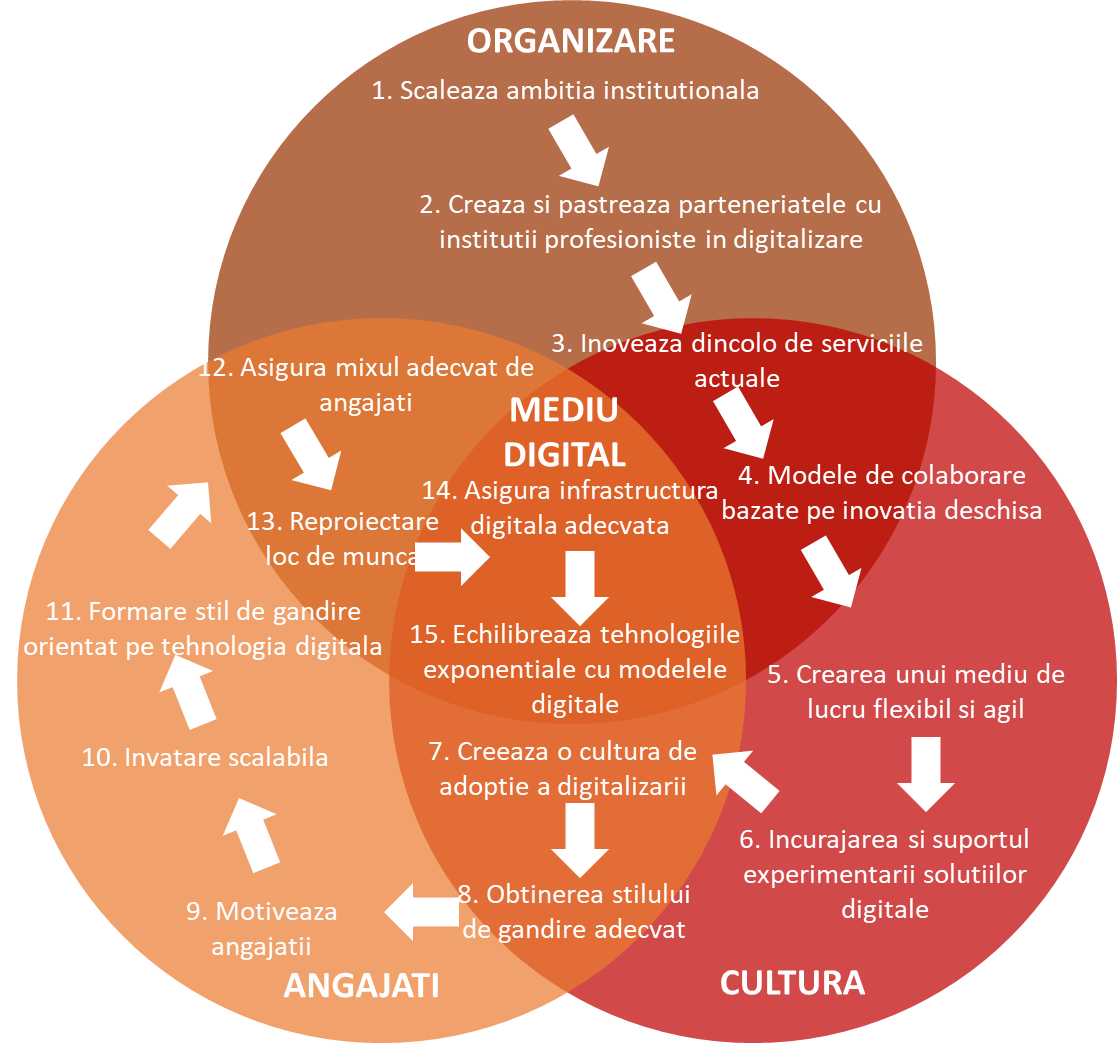 ORGANIZARE
1. Scaleaza ambitia institutionala
2. Creaza si pastreaza parteneriatele cu
institutii profesioniste in digitalizare
3. Inoveaza dincolo de serviciile
actuale
12. Asigura mixul adecvat de
angajati
MEDIU
DIGITAL
4. Modele de colaborare
bazate pe inovatia deschisa
14. Asigura infrastructura
digitala adecvata
13. Reproiectare
loc de munca
11. Formare stil de gandire
orientat pe tehnologia digitala
15. Echilibreaza tehnologiile
exponentiale cu modelele
digitale
5. Crearea unui mediu de
lucru flexibil si agil
10. Invatare scalabila
7. Creeaza o cultura de
adoptie a digitalizarii
6. Incurajarea si suportul
experimentarii solutiilor
digitale
9. Motiveaza
angajatii
8. Obtinerea stilului
de gandire adecvat
ANGAJATI
CULTURA